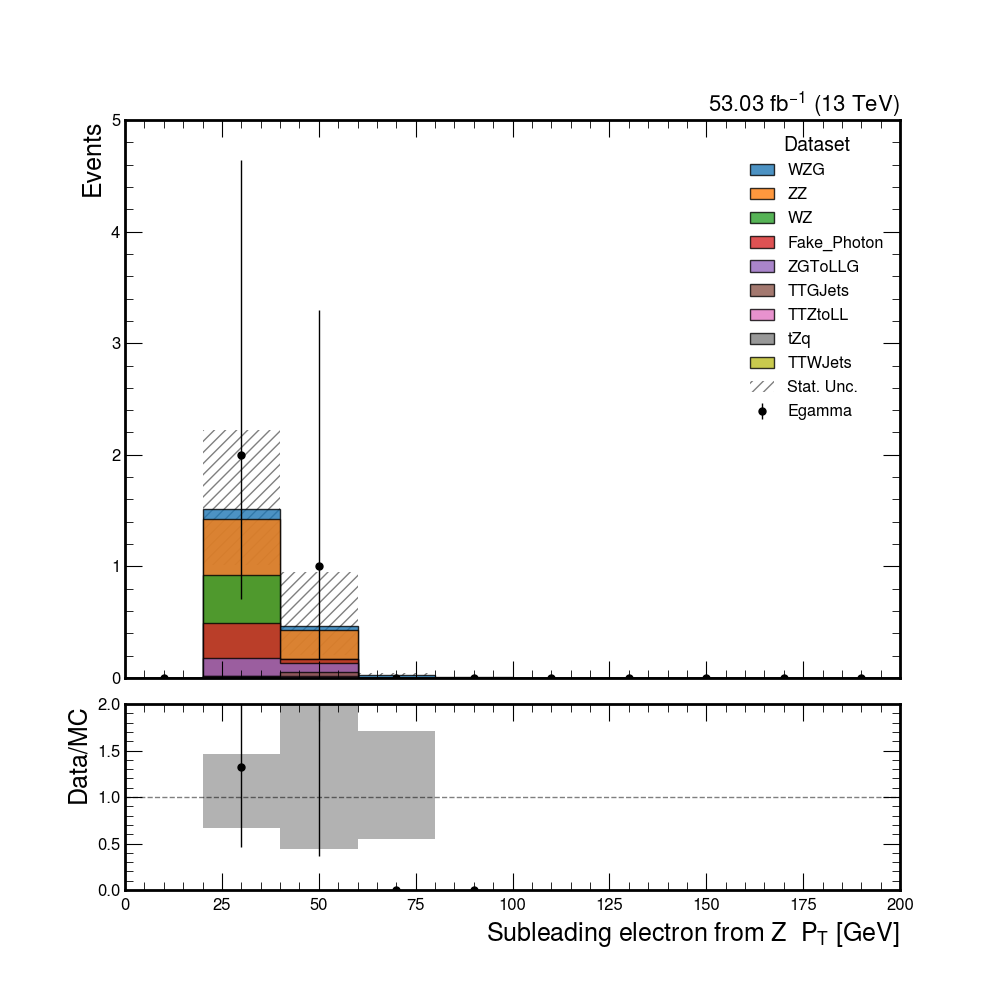 53.03 fb⁻¹ (13 TeV)
Events
5
4
3
2
1
0
Dataset
WZG
ZZ
WZ
Fake_Photon
ZGToLLG
TTGJets
TTZtoLL
tZq
TTWJets
Stat. Unc.
Egamma
Data/MC
2.0
1.5
1.0
0.5
0.0
0 25 50 75 100 125 150 175 200
Subleading electron from Z P_T [GeV]